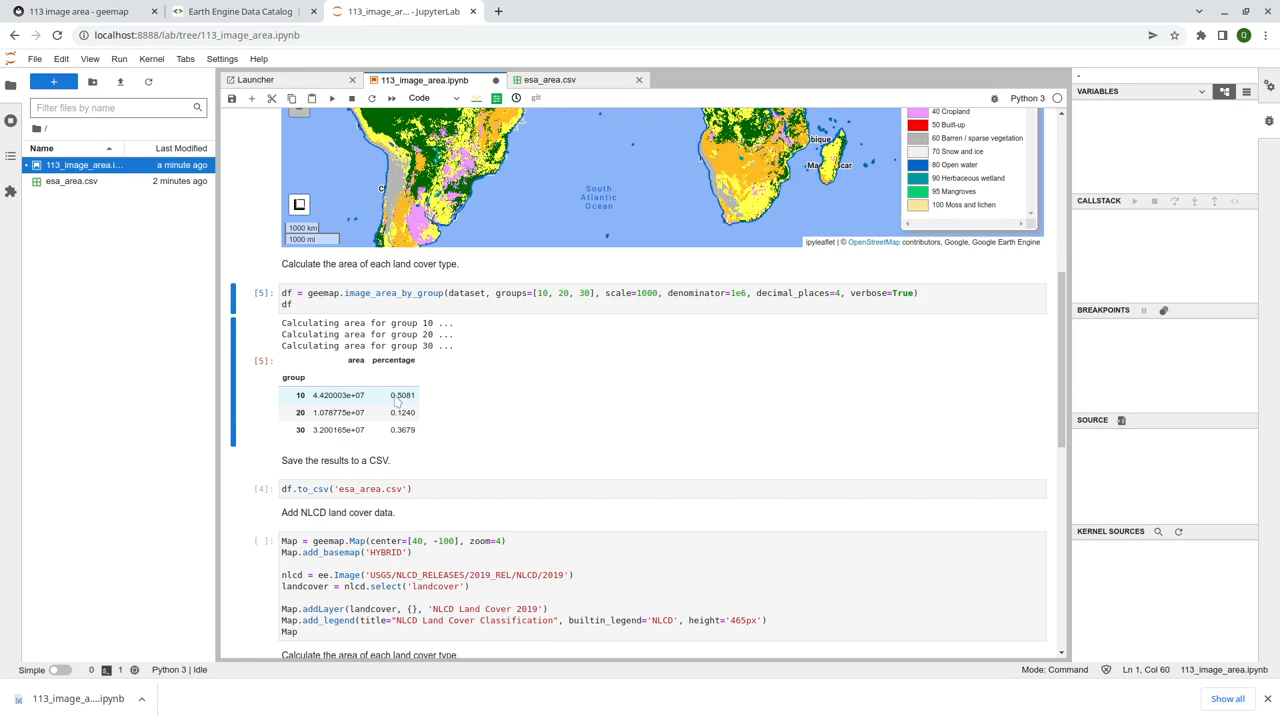 113 image area - geemap
Earth Engine Data Catalog
113_image_ar... - JupyterLab
localhost:8888/lab/tree/113_image_area.ipynb
Q
File Edit View Run Kernel Tabs Settings Help
Launcher
113_image_area.ipynb
esa_area.csv
Filter files by name
/
Name Last Modified
113_image_area.i... a minute ago
esa_area.csv 2 minutes ago
Code
git
Python 3
40 Cropland
50 Built-up
60 Barren / sparse vegetation
70 Snow and ice
80 Open water
90 Herbaceous wetland
95 Mangroves
100 Moss and lichen
South
Atlantic
Ocean
bique
car
1000 km
1000 mi
ipyleaflet | © OpenStreetMap contributors, Google, Google Earth Engine
Calculate the area of each land cover type.
[5]: df = geemap.image_area_by_group(dataset, groups=[10, 20, 30], scale=1000, denominator=1e6, decimal_places=4, verbose=True)
df
Calculating area for group 10 ...
Calculating area for group 20 ...
Calculating area for group 30 ...
[5]: area percentage
group
10 4.420003e+07 0.5081
20 1.078775e+07 0.1240
30 3.200165e+07 0.3679
Save the results to a CSV.
[4]: df.to_csv('esa_area.csv')
Add NLCD land cover data.
[ ]: Map = geemap.Map(center=[40, -100], zoom=4)
Map.add_basemap('HYBRID')
nlcd = ee.Image('USGS/NLCD_RELEASES/2019_REL/NLCD/2019')
landcover = nlcd.select('landcover')
Map.addLayer(landcover, {}, 'NLCD Land Cover 2019')
Map.add_legend(title="NLCD Land Cover Classification", builtin_legend='NLCD', height='465px')
Map
Calculate the area of each land cover type.
VARIABLES
CALLSTACK
BREAKPOINTS
SOURCE
KERNEL SOURCES
Simple 0 1 Python 3 | Idle
Mode: Command Ln 1, Col 60 113_image_area.ipynb
113_image_a....ipynb
Show all